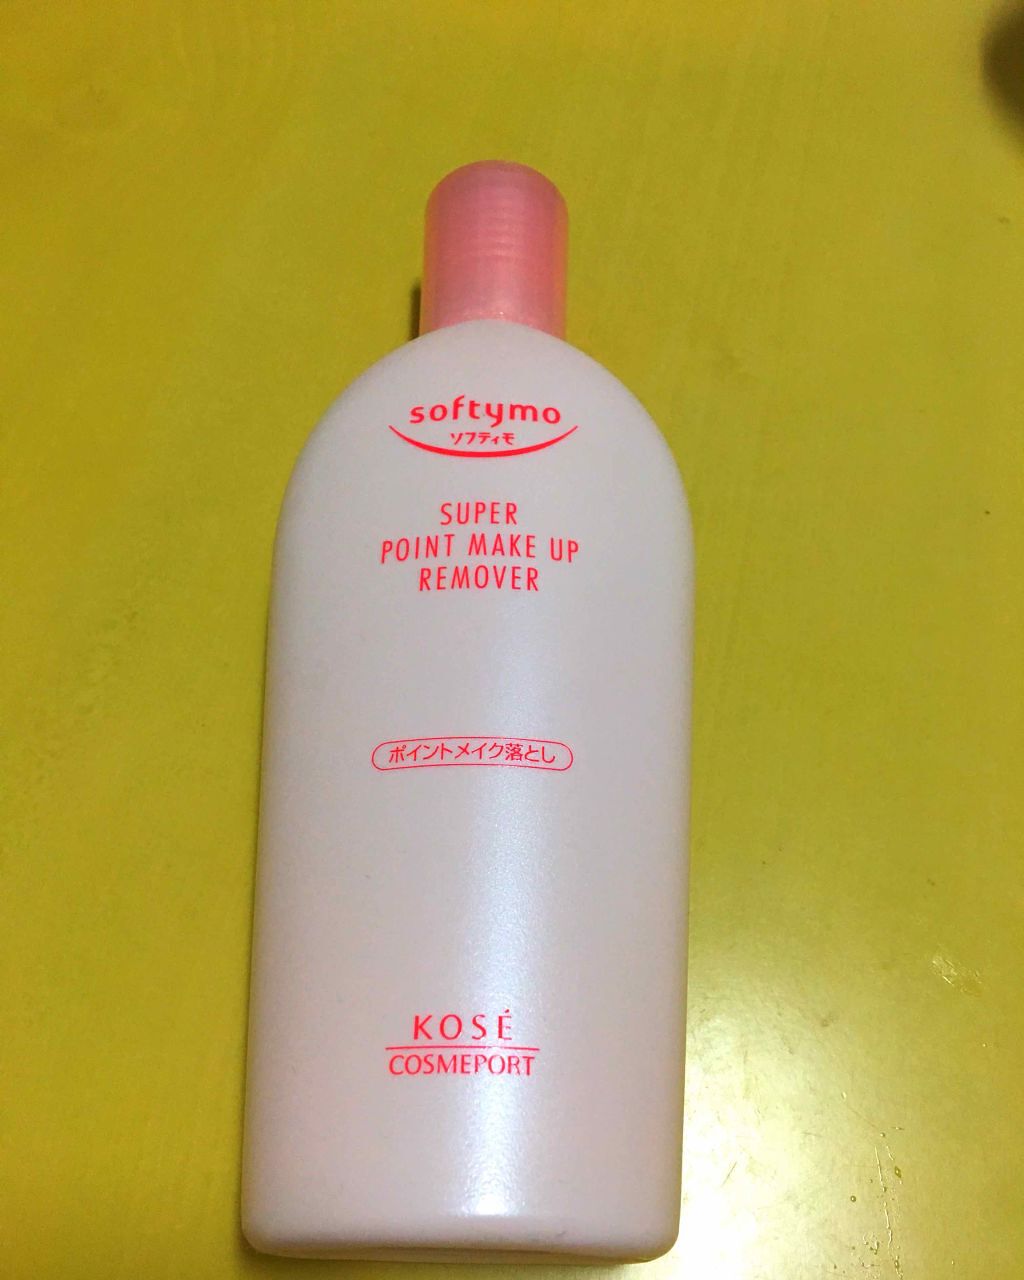 softymo
ソフティモ
SUPER
POINT MAKE UP
REMOVER
ポイントメイク落とし
KOSÉ
COSMEPORT